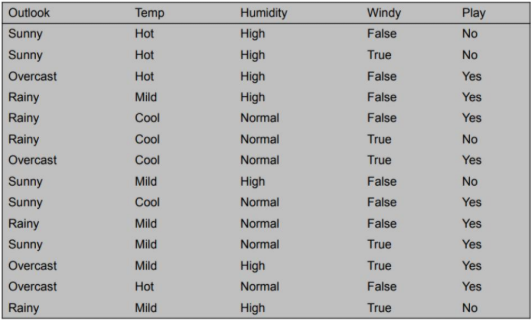 Outlook Temp Humidity Windy Play
Sunny Hot High False No
Sunny Hot High True No
Overcast Hot High False Yes
Rainy Mild High False Yes
Rainy Cool Normal False Yes
Rainy Cool Normal True No
Overcast Cool Normal True Yes
Sunny Mild High False No
Sunny Cool Normal False Yes
Rainy Mild Normal False Yes
Sunny Mild Normal True Yes
Overcast Mild High True Yes
Overcast Hot Normal False Yes
Rainy Mild High True No